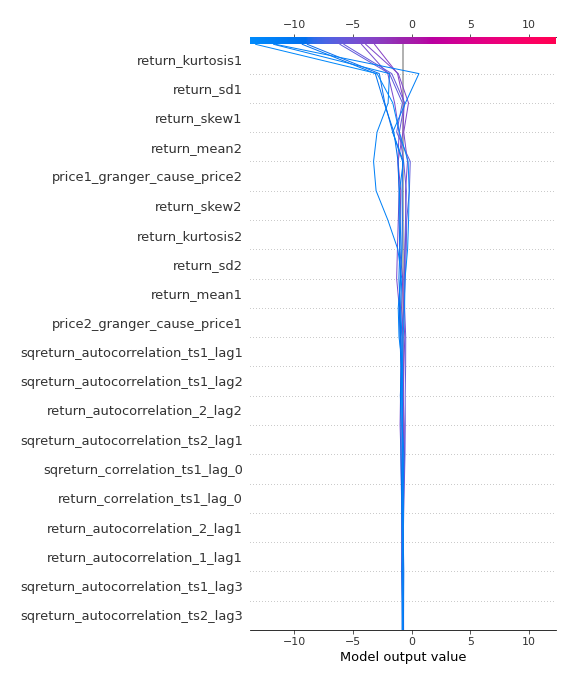 −10 −5 0 5 10
return_kurtosis1
return_sd1
return_skew1
return_mean2
price1_granger_cause_price2
return_skew2
return_kurtosis2
return_sd2
return_mean1
price2_granger_cause_price1
sqreturn_autocorrelation_ts1_lag1
sqreturn_autocorrelation_ts1_lag2
return_autocorrelation_2_lag2
sqreturn_autocorrelation_ts2_lag1
sqreturn_correlation_ts1_lag_0
return_correlation_ts1_lag_0
return_autocorrelation_2_lag1
return_autocorrelation_1_lag1
sqreturn_autocorrelation_ts1_lag3
sqreturn_autocorrelation_ts2_lag3
−10 −5 0 5 10
Model output value